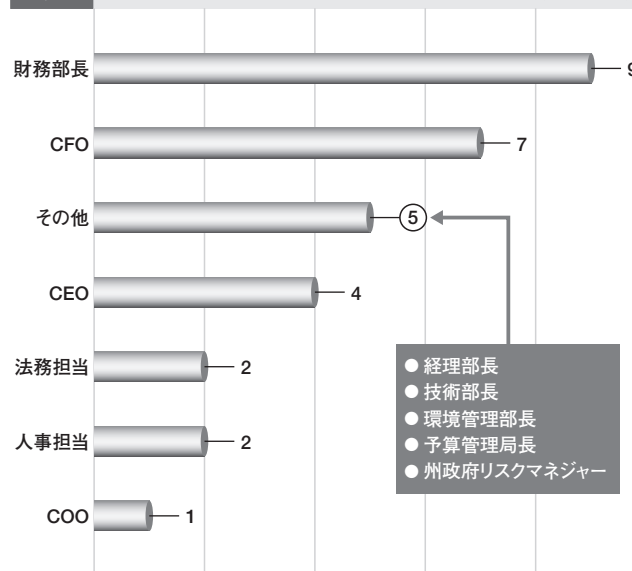 財務部長 9
CFO 7
その他 5
CEO 4
法務担当 2
人事担当 2
COO 1
● 経理部長
● 技術部長
● 環境管理部長
● 予算管理局長
● 州政府リスクマネジャー